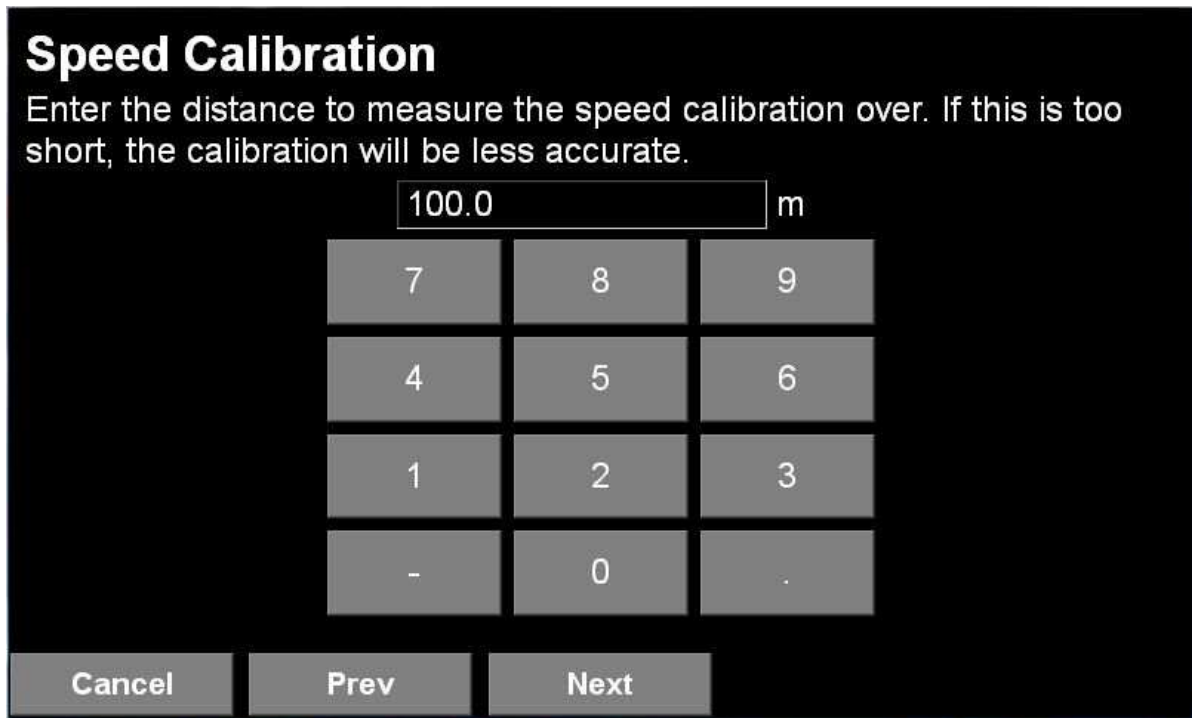 Speed Calibration
Enter the distance to measure the speed calibration over. If this is too
short, the calibration will be less accurate.
100.0 m
7 8 9
4 5 6
1 2 3
- 0 .
Cancel Prev Next